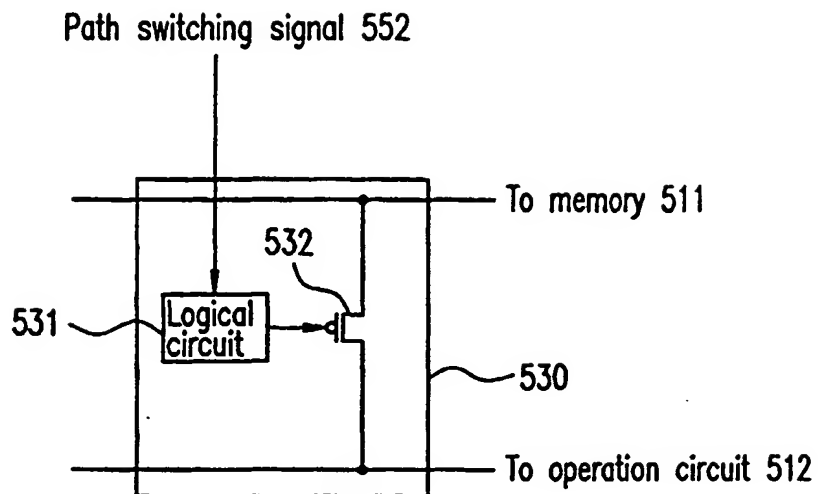 Path switching signal 552
To memory 511
532
531
Logical
circuit
530
To operation circuit 512